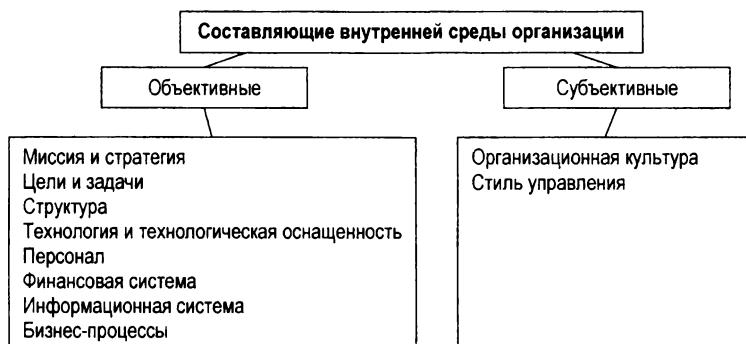 Составляющие внутренней среды организации
Объективные
Субъективные
Миссия и стратегия
Цели и задачи
Структура
Технология и технологическая оснащенность
Персонал
Финансовая система
Информационная система
Бизнес-процессы
Организационная культура
Стиль управления